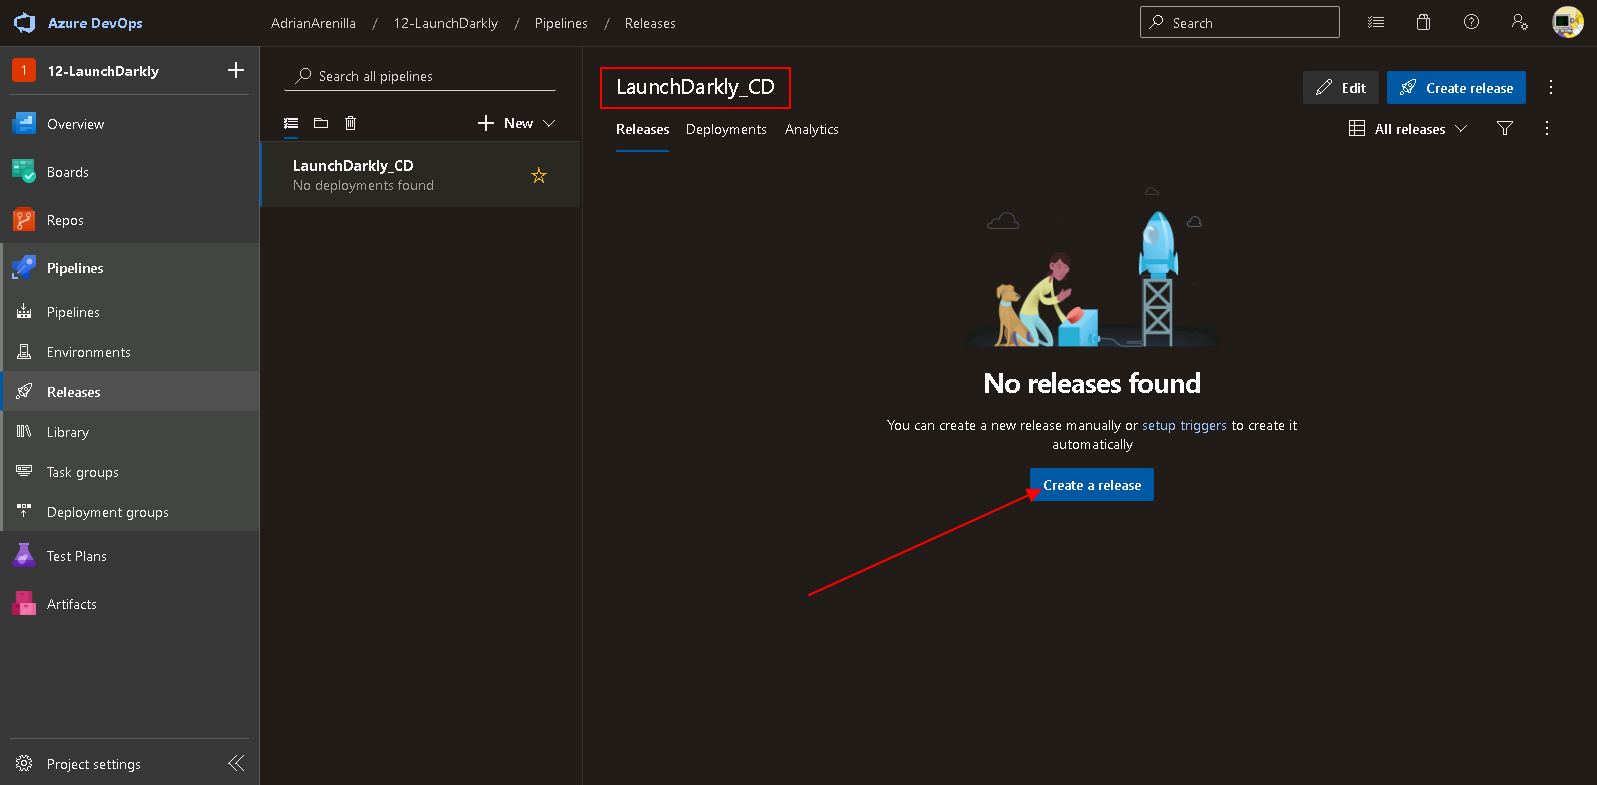 Azure DevOps
AdrianArenilla / 12-LaunchDarkly / Pipelines / Releases
Search
1 12-LaunchDarkly
Overview
Boards
Repos
Pipelines
Pipelines
Environments
Releases
Library
Task groups
Deployment groups
Test Plans
Artifacts
Project settings
Search all pipelines
New
LaunchDarkly_CD
No deployments found
LaunchDarkly_CD
Edit
Create release
Releases Deployments Analytics
All releases
No releases found
You can create a new release manually or setup triggers to create it
automatically
Create a release